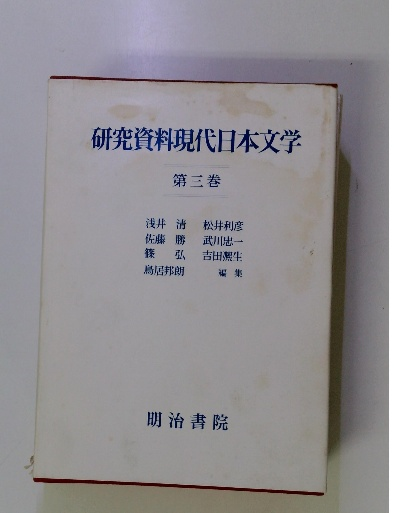 研究資料現代日本文学
第三巻
浅井 清 松井利彦
佐藤 勝 武川忠一
篠 弘 吉田凞生
鳥居邦朗 編集
明治書院